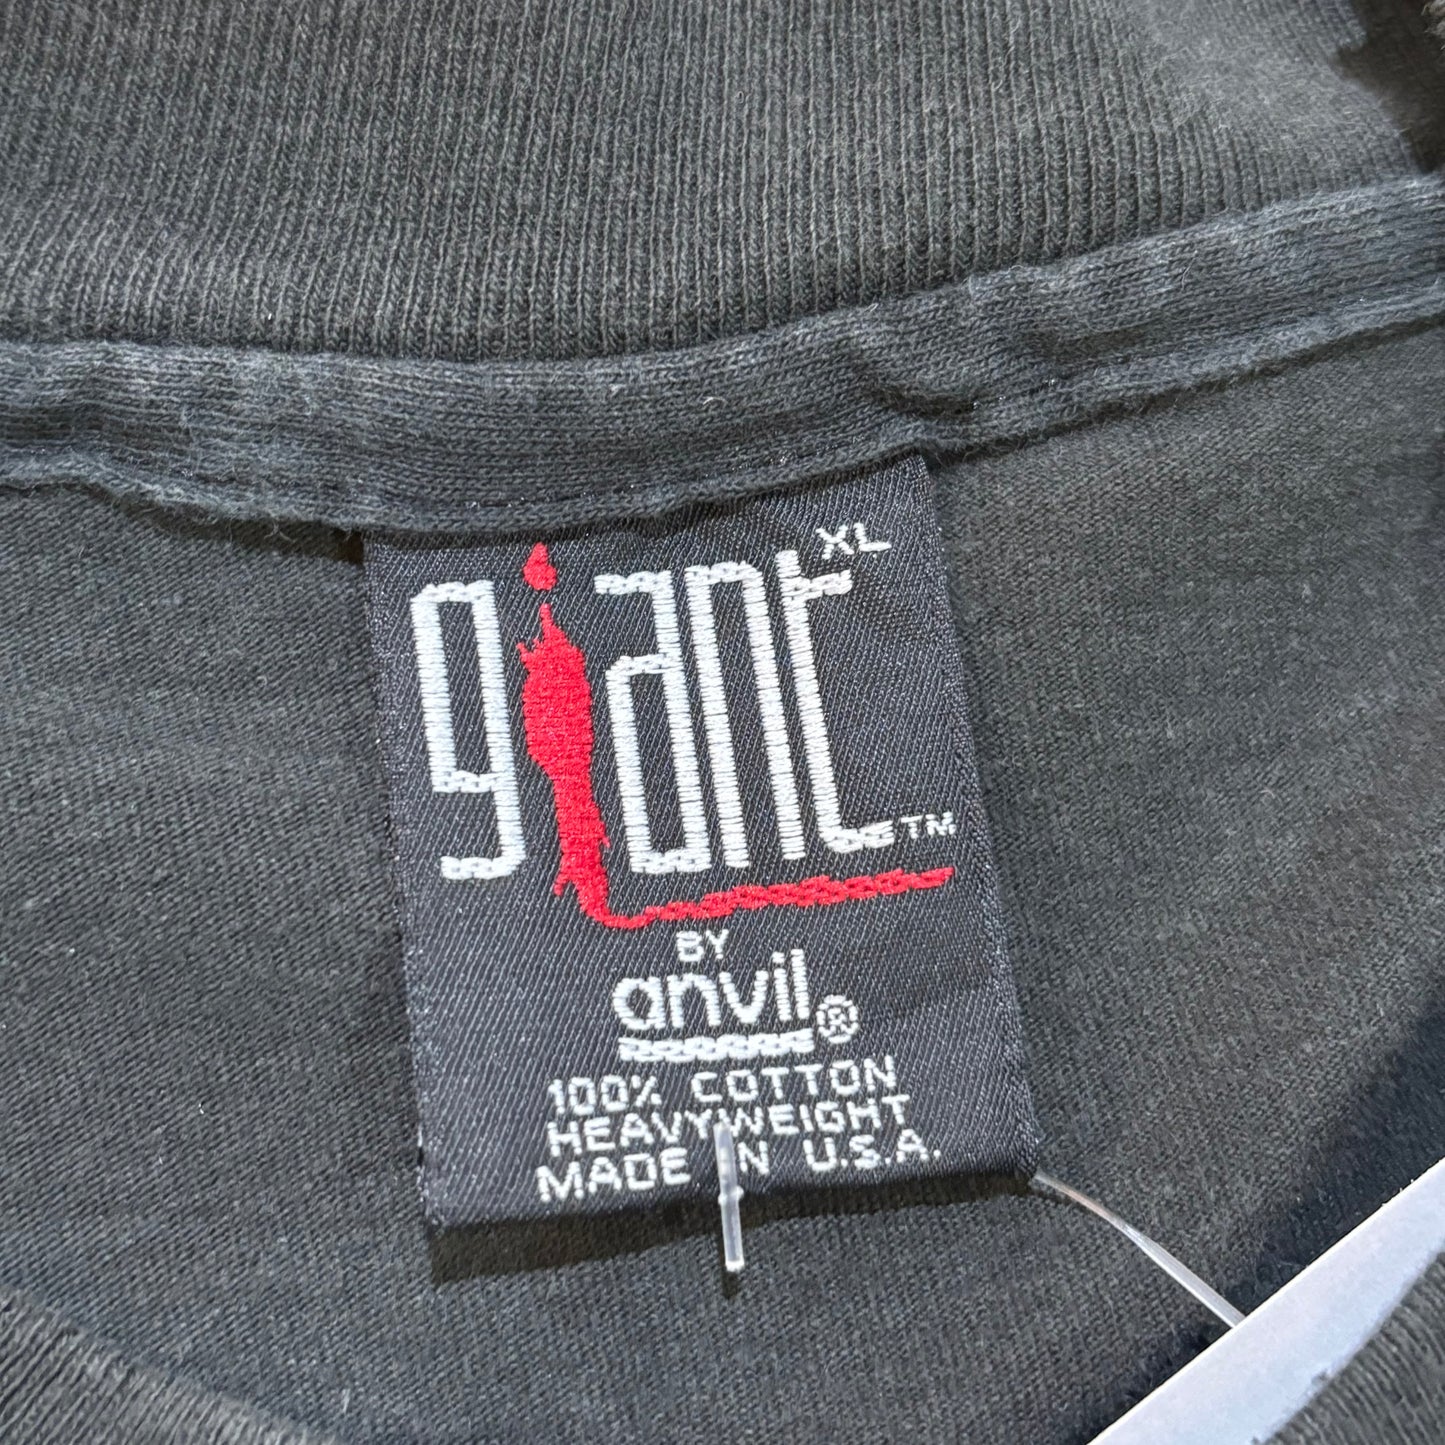 giant XL
TM
BY
anvil®
100% COTTON
HEAVYWEIGHT
MADE IN U.S.A.